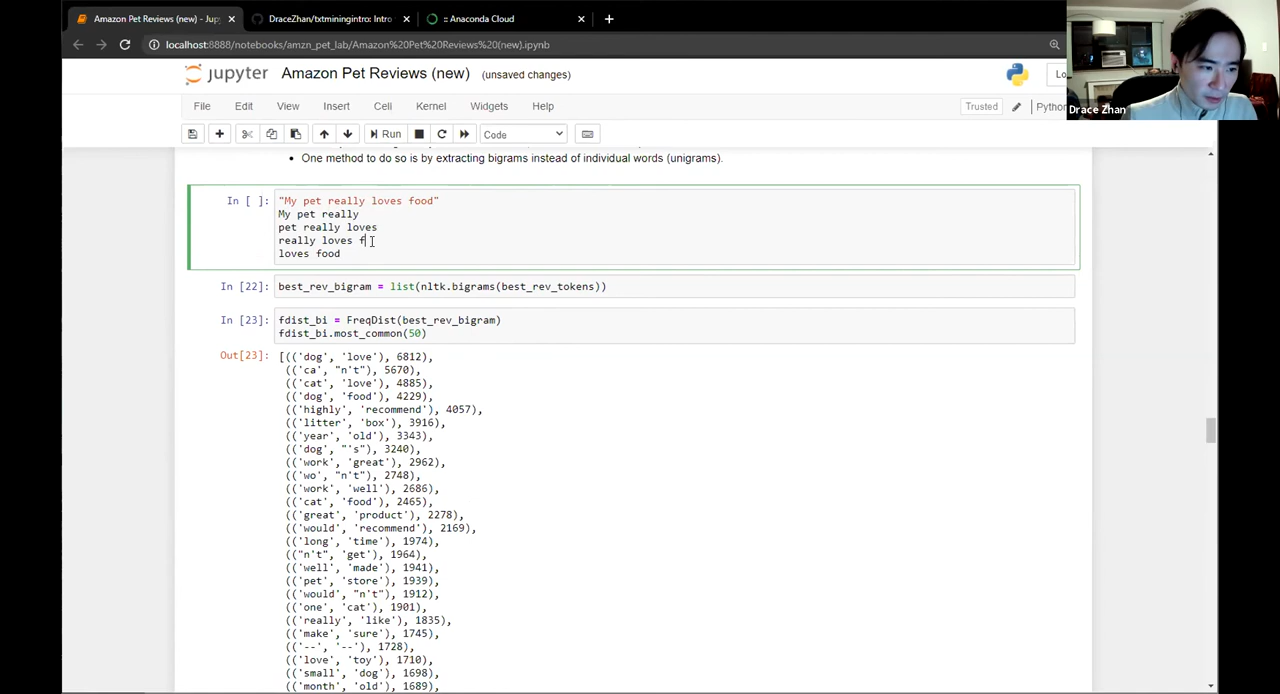 Amazon Pet Reviews (new) - Jup
DraceZhan/txtminingintro: Intro
:: Anaconda Cloud
localhost:8888/notebooks/amzn_pet_lab/Amazon%20Pet%20Reviews%20(new).ipynb
Drace Zhan
jupyter
Amazon Pet Reviews (new)
(unsaved changes)
Lo
File Edit View Insert Cell Kernel Widgets Help
Trusted
Python
Run
Code
• One method to do so is by extracting bigrams instead of individual words (unigrams).
In [ ]: "My pet really loves food"
My pet really
pet really loves
really loves f
loves food
In [22]: best_rev_bigram = list(nltk.bigrams(best_rev_tokens))
In [23]: fdist_bi = FreqDist(best_rev_bigram)
fdist_bi.most_common(50)
Out[23]: [(('dog', 'love'), 6812),
(('ca', "n't"), 5670),
(('cat', 'love'), 4885),
(('dog', 'food'), 4229),
(('highly', 'recommend'), 4057),
(('litter', 'box'), 3916),
(('year', 'old'), 3343),
(('dog', "'s"), 3240),
(('work', 'great'), 2962),
(('wo', "n't"), 2748),
(('work', 'well'), 2686),
(('cat', 'food'), 2465),
(('great', 'product'), 2278),
(('would', 'recommend'), 2169),
(('long', 'time'), 1974),
(("n't", 'get'), 1964),
(('well', 'made'), 1941),
(('pet', 'store'), 1939),
(('would', "n't"), 1912),
(('one', 'cat'), 1901),
(('really', 'like'), 1835),
(('make', 'sure'), 1745),
(('--', '--'), 1728),
(('love', 'toy'), 1710),
(('small', 'dog'), 1698),
(('month', 'old'), 1689),